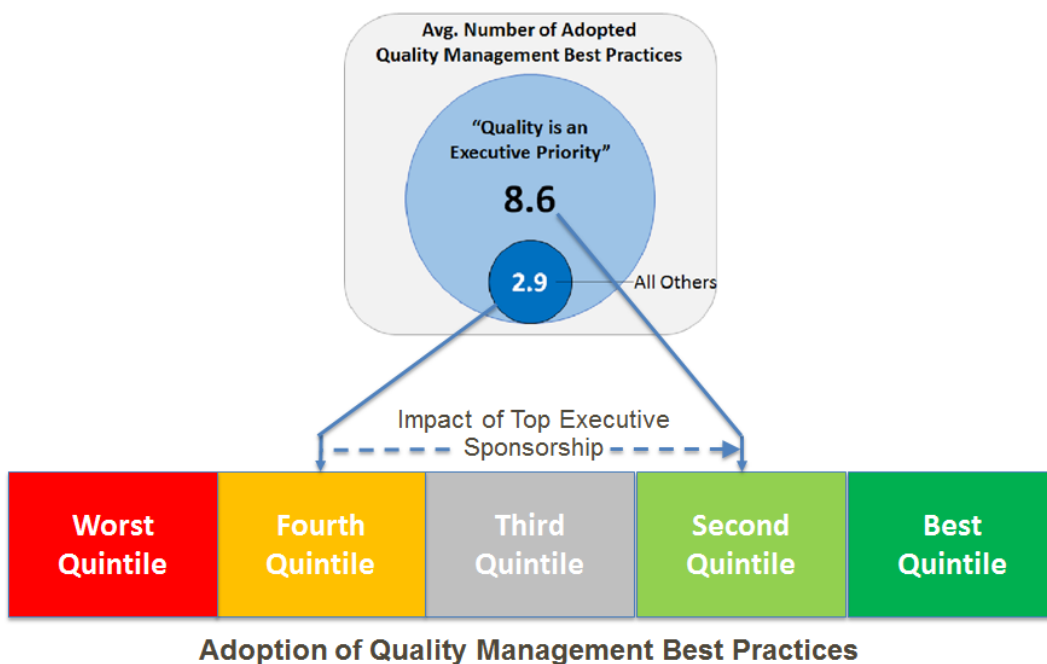 Avg. Number of Adopted
Quality Management Best Practices
“Quality is an
Executive Priority”
8.6
2.9
All Others
Impact of Top Executive
Sponsorship
Worst
Quintile
Fourth
Quintile
Third
Quintile
Second
Quintile
Best
Quintile
Adoption of Quality Management Best Practices